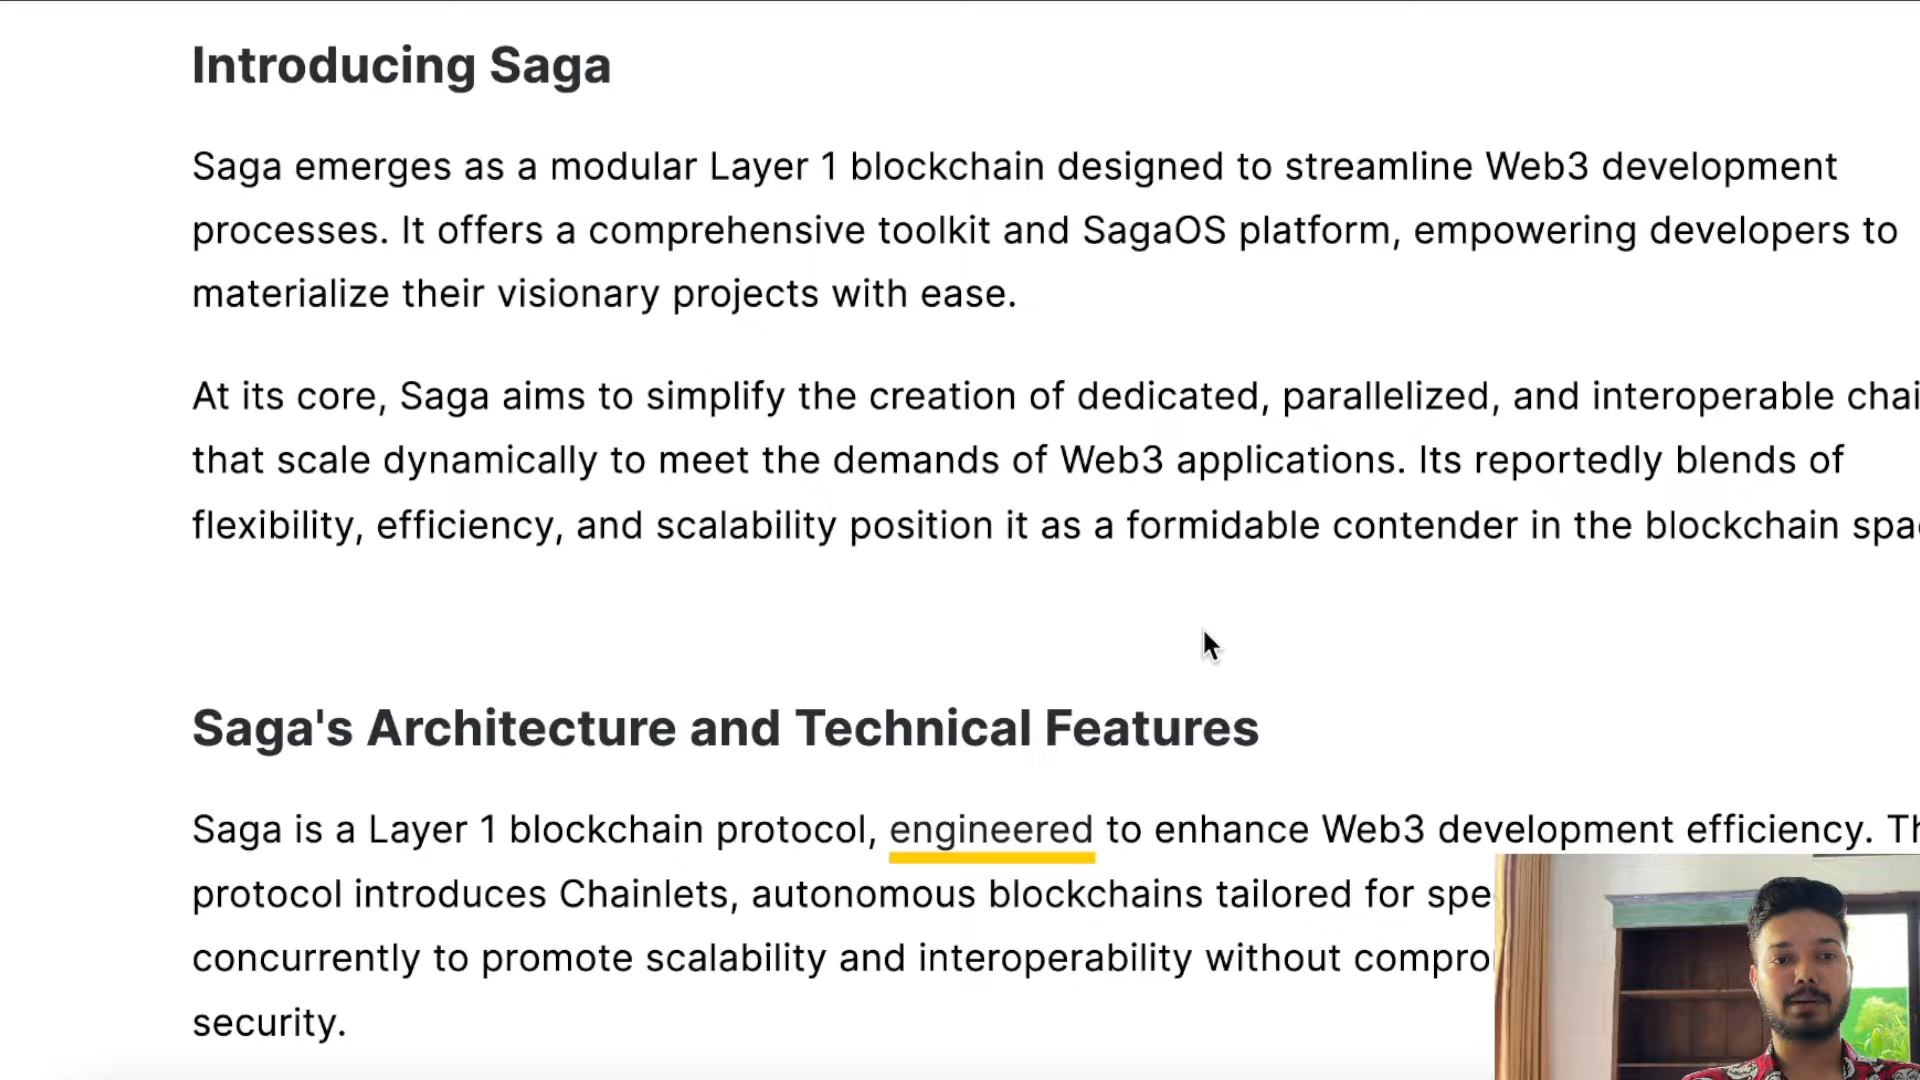 Introducing Saga
Saga emerges as a modular Layer 1 blockchain designed to streamline Web3 development
processes. It offers a comprehensive toolkit and SagaOS platform, empowering developers to
materialize their visionary projects with ease.
At its core, Saga aims to simplify the creation of dedicated, parallelized, and interoperable chai
that scale dynamically to meet the demands of Web3 applications. Its reportedly blends of
flexibility, efficiency, and scalability position it as a formidable contender in the blockchain spa
Saga's Architecture and Technical Features
Saga is a Layer 1 blockchain protocol, engineered to enhance Web3 development efficiency. Th
protocol introduces Chainlets, autonomous blockchains tailored for spe
concurrently to promote scalability and interoperability without compro
security.